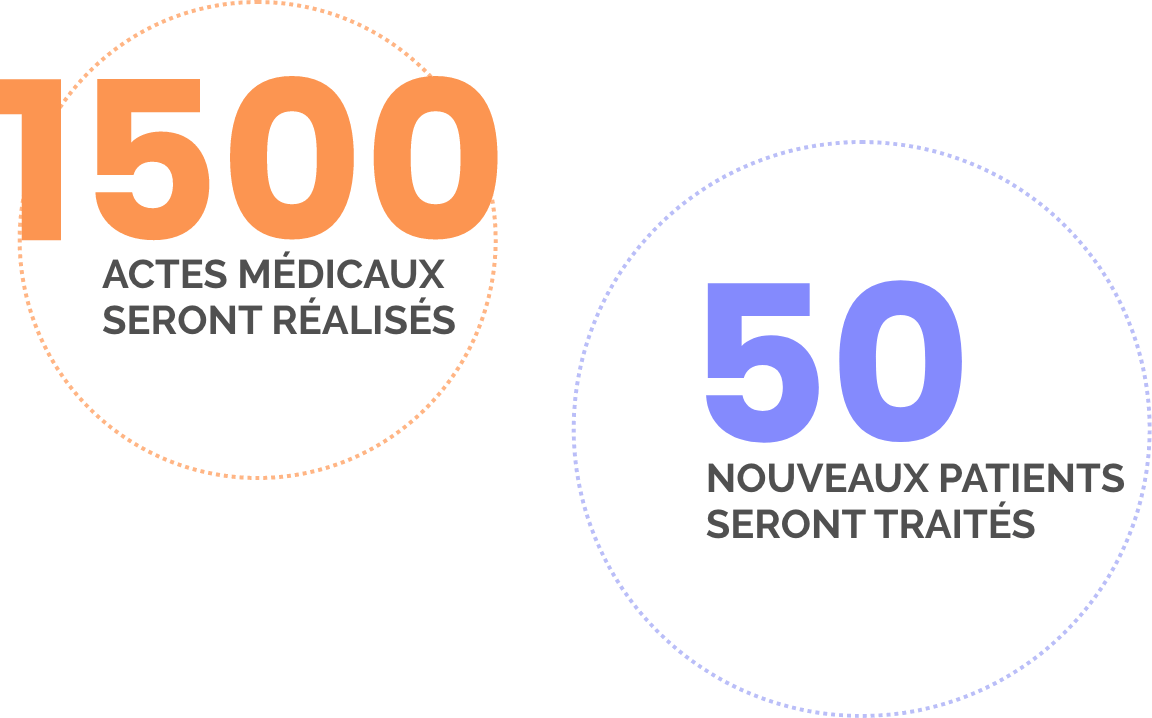 1500
ACTES MÉDICAUX
SERONT RÉALISÉS
50
NOUVEAUX PATIENTS
SERONT TRAITÉS